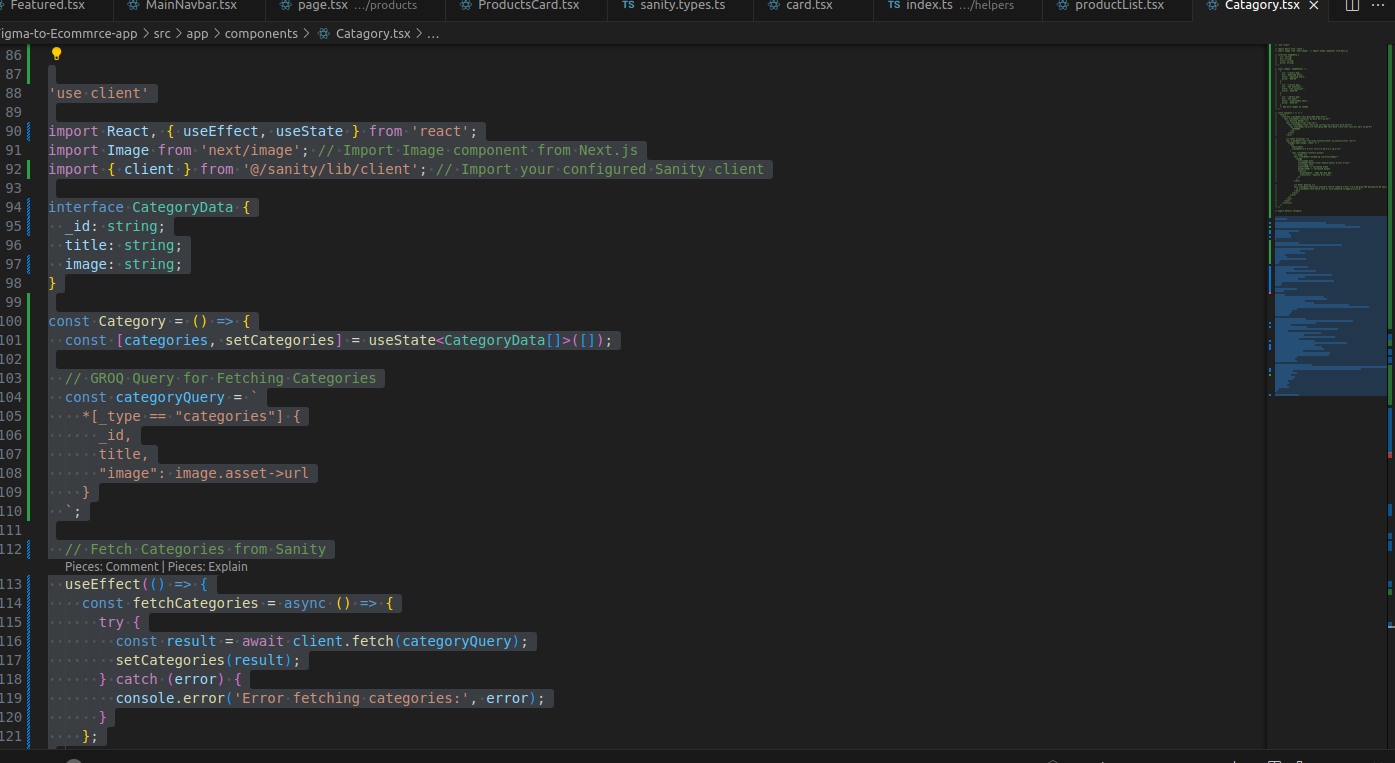 Featured.tsx MainNavbar.tsx page.tsx .../products ProductsCard.tsx TS sanity.types.ts card.tsx TS index.ts .../helpers productList.tsx Catagory.tsx
igma-to-Ecommrce-app > src > app > components > Catagory.tsx > ...
86
87
88 'use client'
89
90 import React, { useEffect, useState } from 'react';
91 import Image from 'next/image'; // Import Image component from Next.js
92 import { client } from '@/sanity/lib/client'; // Import your configured Sanity client
93
94 interface CategoryData {
95 _id: string;
96 title: string;
97 image: string;
98 }
99
100 const Category = () => {
101 const [categories, setCategories] = useState<CategoryData[]>([]);
102
103 // GROQ Query for Fetching Categories
104 const categoryQuery = `
105 *[_type == "categories"] {
106 _id,
107 title,
108 "image": image.asset->url
109 }
110 `;
111
112 // Fetch Categories from Sanity
Pieces: Comment | Pieces: Explain
113 useEffect(() => {
114 const fetchCategories = async () => {
115 try {
116 const result = await client.fetch(categoryQuery);
117 setCategories(result);
118 } catch (error) {
119 console.error('Error fetching categories:', error);
120 }
121 };